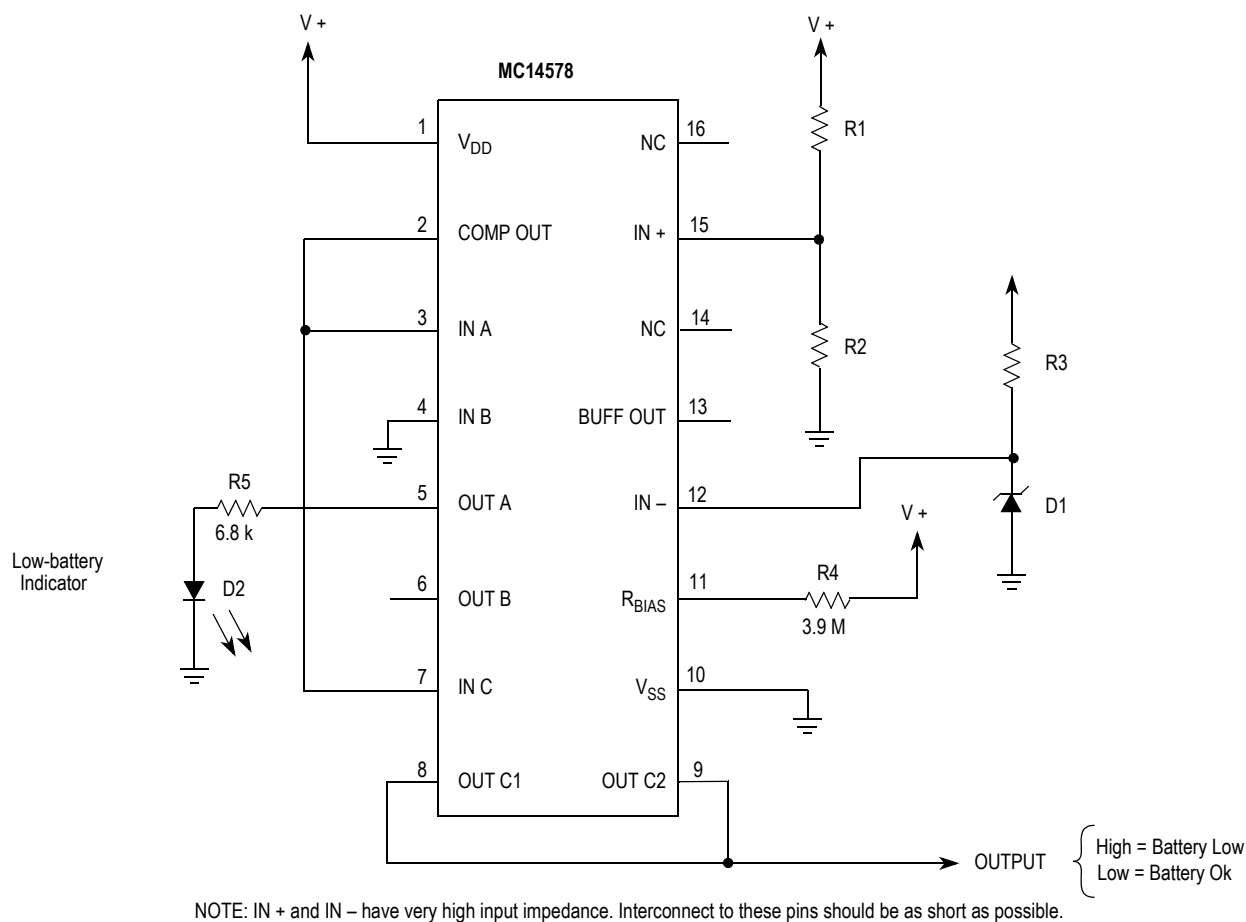 V +
V +
MC14578
1
VDD
NC
16
R1
2
COMP OUT
IN +
15
3
IN A
NC
14
R2
R3
4
IN B
BUFF OUT
13
R5
6.8 k
5
OUT A
IN –
12
D1
V +
Low-battery
Indicator
D2
6
OUT B
RBIAS
11
R4
3.9 M
7
IN C
VSS
10
8
OUT C1
OUT C2
9
OUTPUT
High = Battery Low
Low = Battery Ok
NOTE: IN + and IN – have very high input impedance. Interconnect to these pins should be as short as possible.